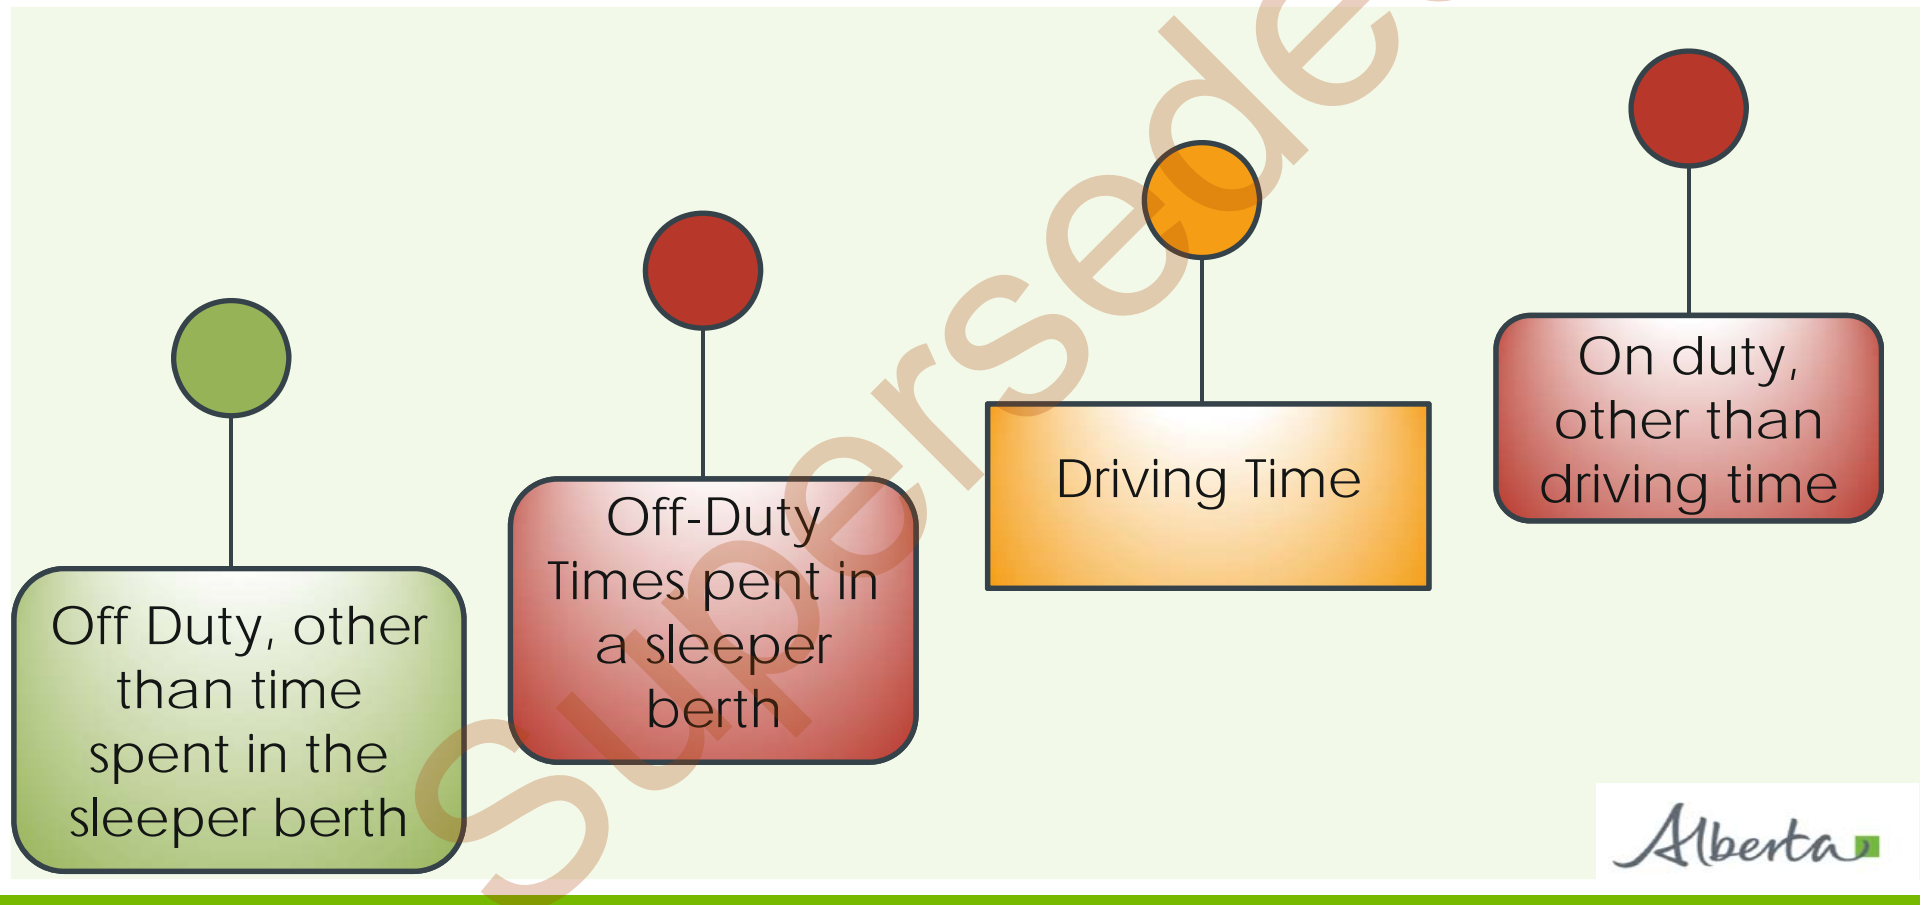 Off Duty, other
than time
spent in the
sleeper berth
Off-Duty
Times pent in
a sleeper
berth
Driving Time
On duty,
other than
driving time
Alberta